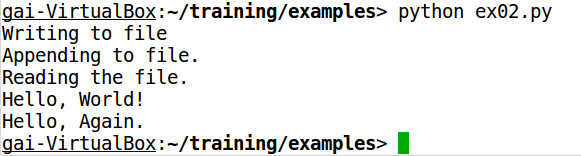 gai-VirtualBox:~/training/examples> python ex02.py
Writing to file
Appending to file.
Reading the file.
Hello, World!
Hello, Again.
gai-VirtualBox:~/training/examples>